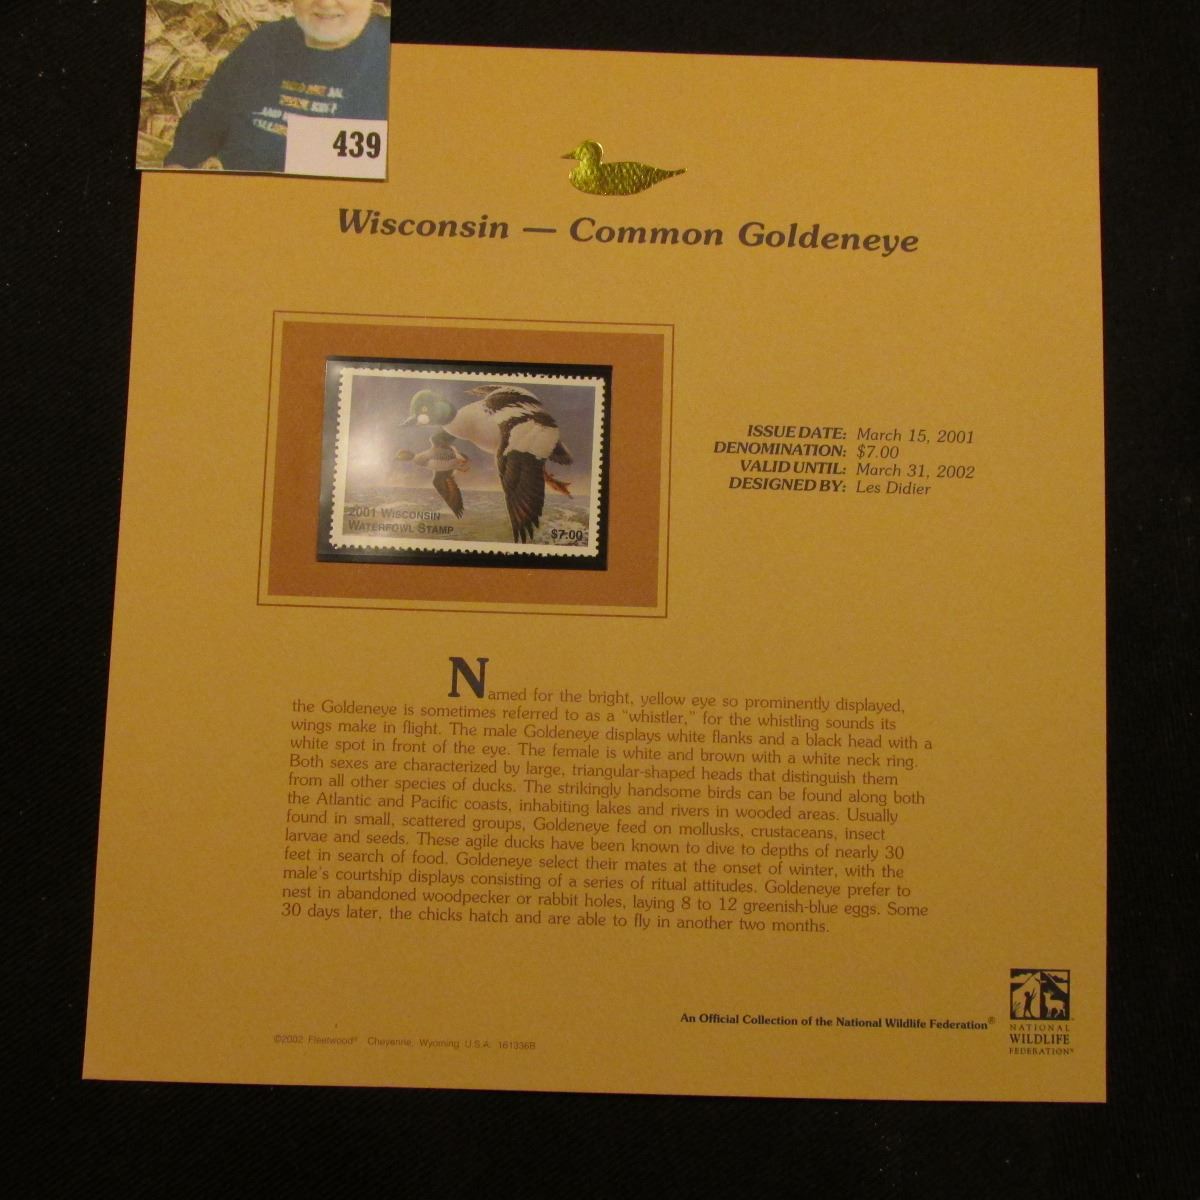 439
Wisconsin — Common Goldeneye
2001 WISCONSIN
WATERFOWL STAMP
$7.00
ISSUE DATE: March 15, 2001
DENOMINATION: $7.00
VALID UNTIL: March 31, 2002
DESIGNED BY: Les Didier
Named for the bright, yellow eye so prominently displayed,
the Goldeneye is sometimes referred to as a "whistler," for the whistling sounds its
wings make in flight. The male Goldeneye displays white flanks and a black head with a
white spot in front of the eye. The female is white and brown with a white neck ring.
Both sexes are characterized by large, triangular-shaped heads that distinguish them
from all other species of ducks. The strikingly handsome birds can be found along both
the Atlantic and Pacific coasts, inhabiting lakes and rivers in wooded areas. Usually
found in small, scattered groups, Goldeneye feed on mollusks, crustaceans, insect
larvae and seeds. These agile ducks have been known to dive to depths of nearly 30
feet in search of food. Goldeneye select their mates at the onset of winter, with the
male's courtship displays consisting of a series of ritual attitudes. Goldeneye prefer to
nest in abandoned woodpecker or rabbit holes, laying 8 to 12 greenish-blue eggs. Some
30 days later, the chicks hatch and are able to fly in another two months.
An Official Collection of the National Wildlife Federation®
NATIONAL
WILDLIFE
FEDERATION®
©2002 Fleetwood® Cheyenne, Wyoming U.S.A. 161336B